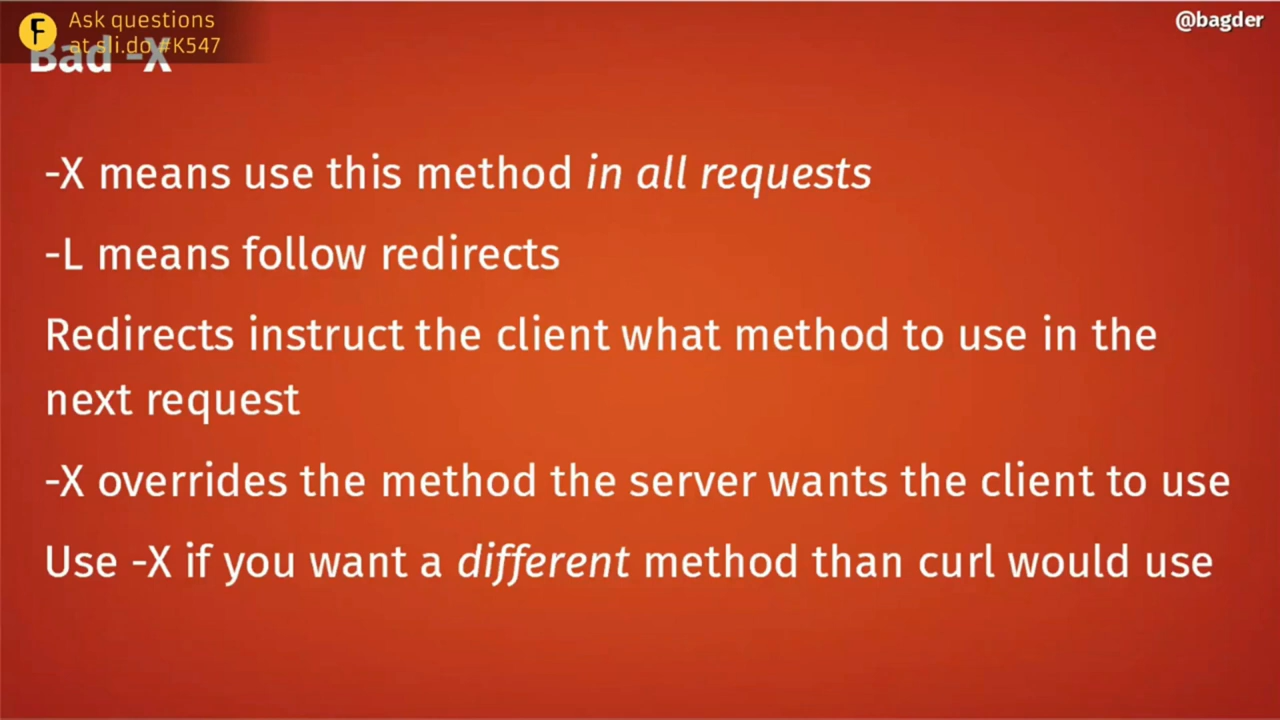 Ask questions
at sli.do #K547
@bagder
Bad -X
-X means use this method in all requests
-L means follow redirects
Redirects instruct the client what method to use in the
next request
-X overrides the method the server wants the client to use
Use -X if you want a different method than curl would use